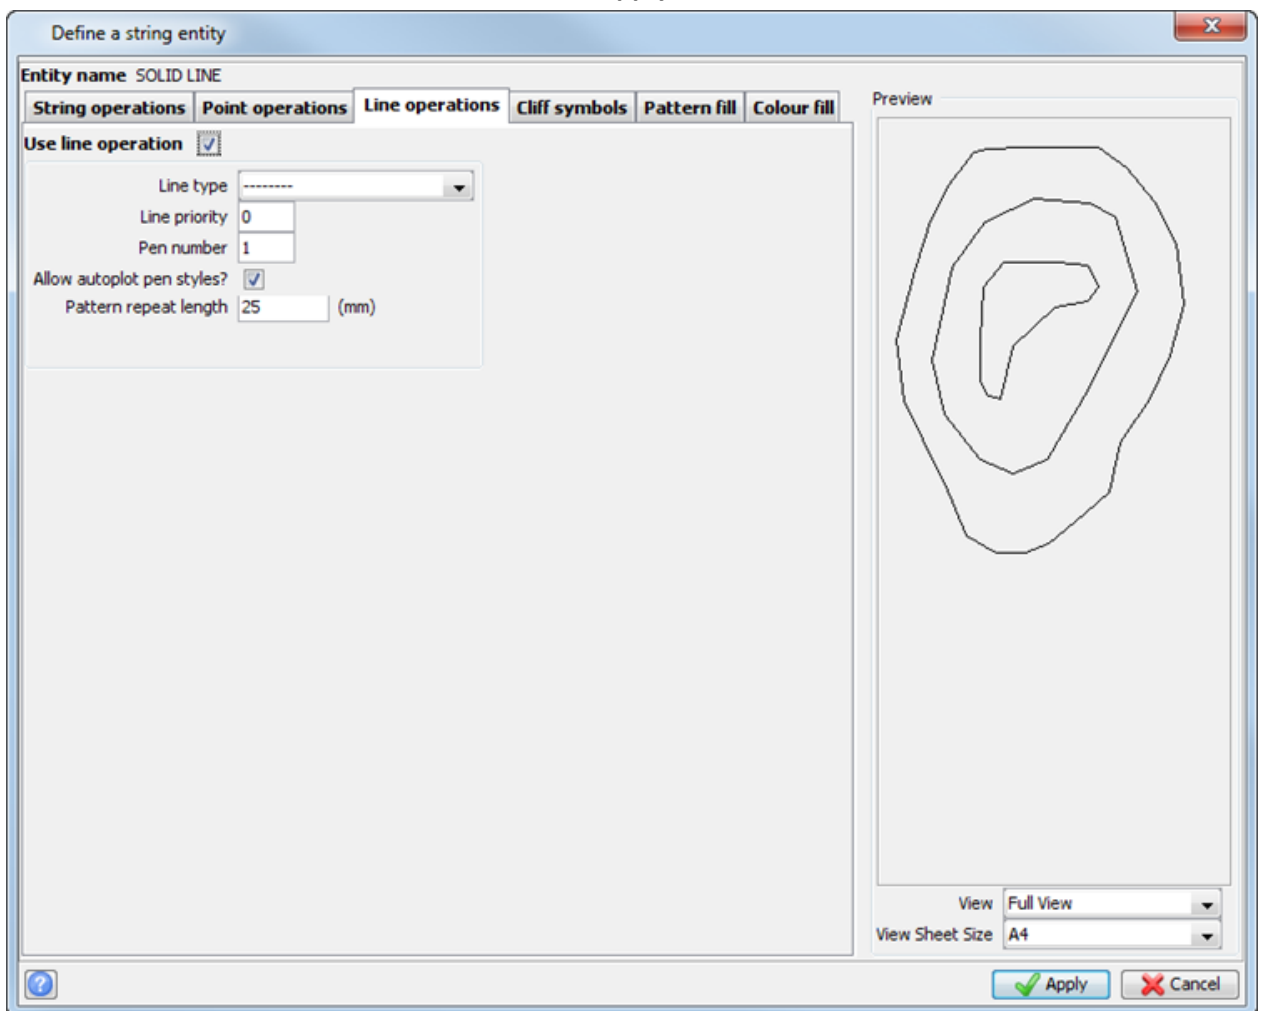 Define a string entity
Entity name SOLID LINE
String operations Point operations Line operations Cliff symbols Pattern fill Colour fill
Use line operation
Line type --------
Line priority 0
Pen number 1
Allow autoplot pen styles?
Pattern repeat length 25 (mm)
Preview
View Full View
View Sheet Size A4
Apply Cancel